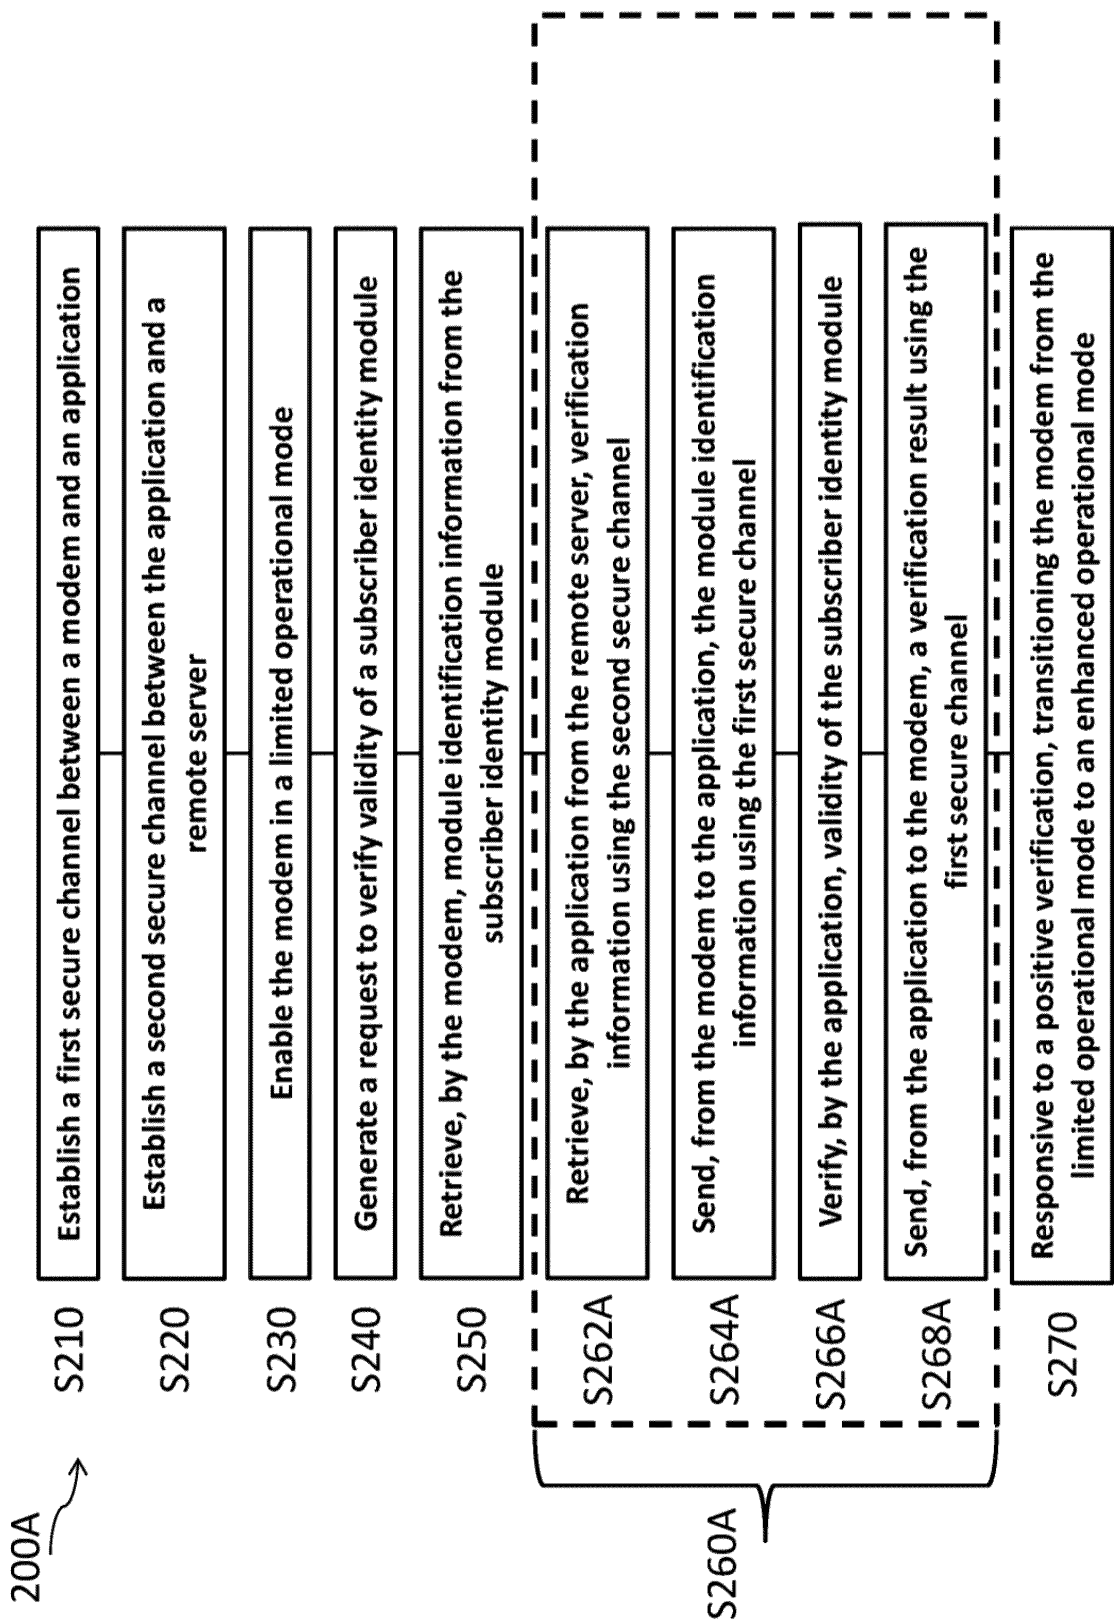 200A
S210
Establish a first secure channel between a modem and an application
S220
Establish a second secure channel between the application and a
remote server
S230
Enable the modem in a limited operational mode
S240
Generate a request to verify validity of a subscriber identity module
S250
Retrieve, by the modem, module identification information from the
subscriber identity module
S260A
S262A
Retrieve, by the application from the remote server, verification
information using the second secure channel
S264A
Send, from the modem to the application, the module identification
information using the first secure channel
S266A
Verify, by the application, validity of the subscriber identity module
S268A
Send, from the application to the modem, a verification result using the
first secure channel
S270
Responsive to a positive verification, transitioning the modem from the
limited operational mode to an enhanced operational mode